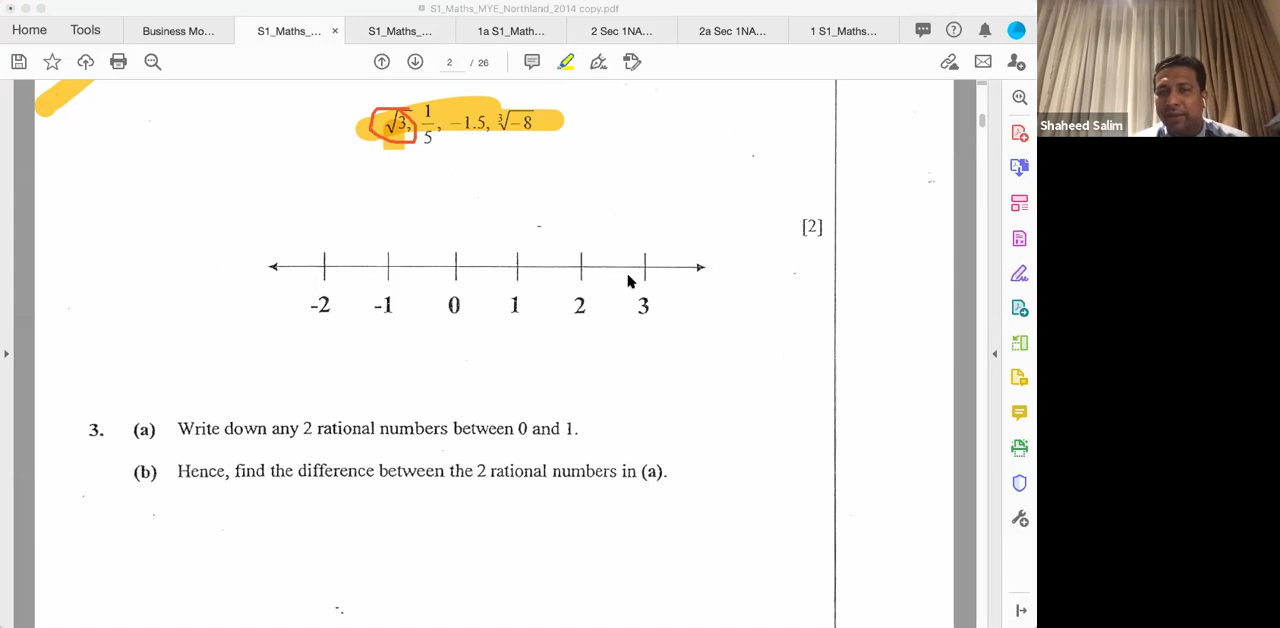 S1_Maths_MYE_Northland_2014 copy.pdf
Home Tools Business Mo... S1_Maths_... × S1_Maths_... 1a S1_Math... 2 Sec 1NA... 2a Sec 1NA... 1 S1_Maths...
2 / 26
Shaheed Salim
√3, 1/5, −1.5, ∛−8
[2]
-2 -1 0 1 2 3
3. (a) Write down any 2 rational numbers between 0 and 1.
(b) Hence, find the difference between the 2 rational numbers in (a).